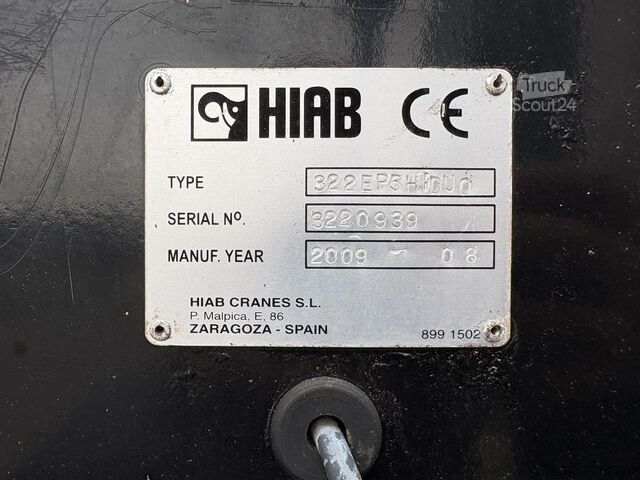 HIAB CE
Truck
Scout24
TYPE 322EP5HIDUO
SERIAL Nº. 3220939
MANUF. YEAR 2009 - 08
HIAB CRANES S.L.
P. Malpica, E, 86
ZARAGOZA - SPAIN
899 1502